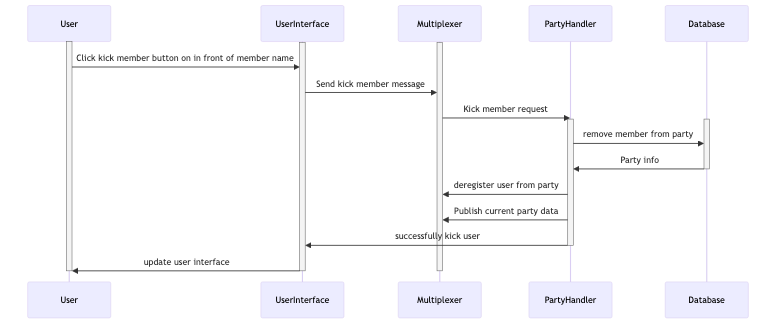 User
UserInterface
Multiplexer
PartyHandler
Database
Click kick member button on in front of member name
Send kick member message
Kick member request
remove member from party
Party info
deregister user from party
Publish current party data
successfully kick user
update user interface
User
UserInterface
Multiplexer
PartyHandler
Database